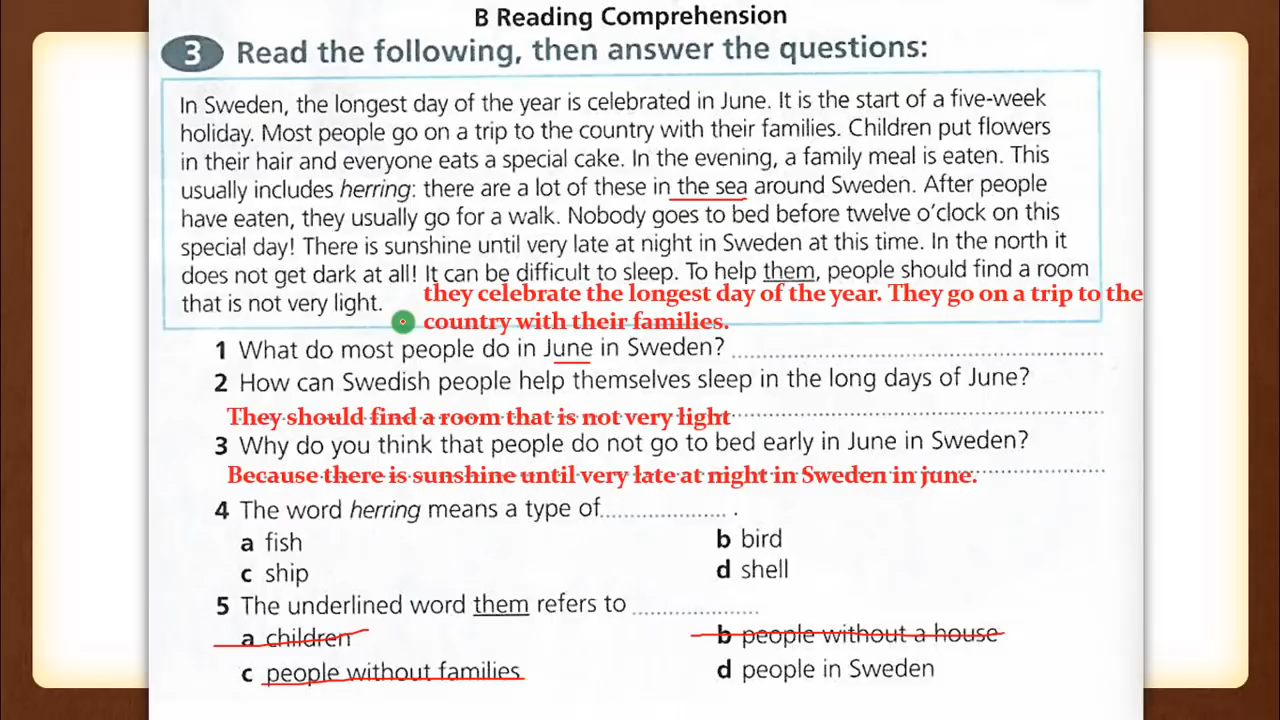 B Reading Comprehension
3 Read the following, then answer the questions:
In Sweden, the longest day of the year is celebrated in June. It is the start of a five-week
holiday. Most people go on a trip to the country with their families. Children put flowers
in their hair and everyone eats a special cake. In the evening, a family meal is eaten. This
usually includes herring: there are a lot of these in the sea around Sweden. After people
have eaten, they usually go for a walk. Nobody goes to bed before twelve o'clock on this
special day! There is sunshine until very late at night in Sweden at this time. In the north it
does not get dark at all! It can be difficult to sleep. To help them, people should find a room
that is not very light.
they celebrate the longest day of the year. They go on a trip to the
country with their families.
1 What do most people do in June in Sweden?
2 How can Swedish people help themselves sleep in the long days of June?
They should find a room that is not very light
3 Why do you think that people do not go to bed early in June in Sweden?
Because there is sunshine until very late at night in Sweden in june.
4 The word herring means a type of.................... .
a fish
b bird
c ship
d shell
5 The underlined word them refers to ....................
a children
b people without a house
c people without families
d people in Sweden